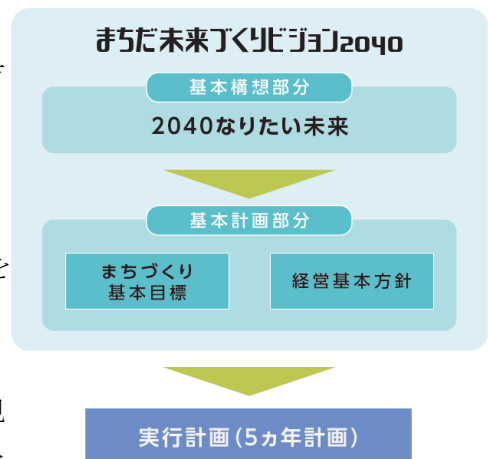 まちだ未来づくりビジョン2040
基本構想部分
2040なりたい未来
基本計画部分
まちづくり
基本目標
経営基本方針
実行計画(5ヵ年計画)